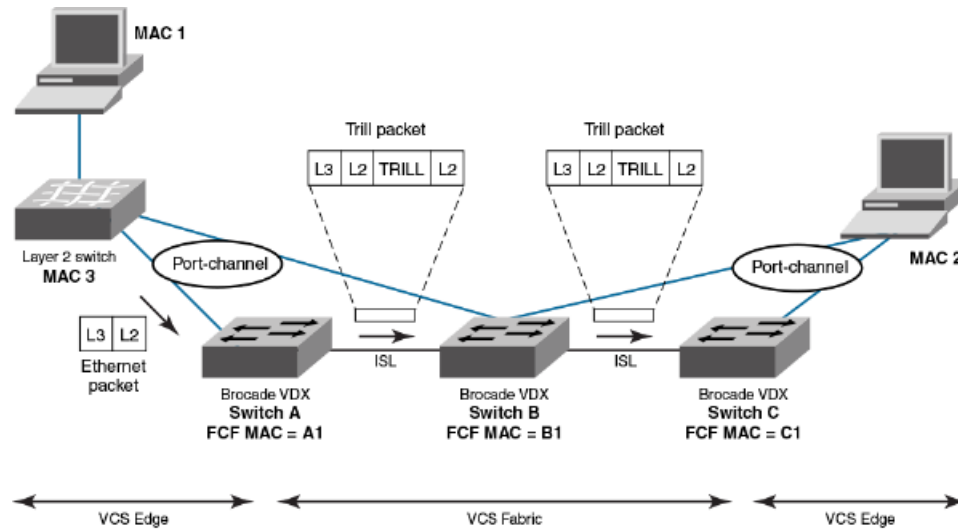 MAC 1
Trill packet
Trill packet
L3 L2 TRILL L2
L3 L2 TRILL L2
Layer 2 switch
MAC 3
Port-channel
Port-channel
MAC 2
L3 L2
Ethernet
packet
ISL
ISL
Brocade VDX
Switch A
FCF MAC = A1
Brocade VDX
Switch B
FCF MAC = B1
Brocade VDX
Switch C
FCF MAC = C1
VCS Edge
VCS Fabric
VCS Edge